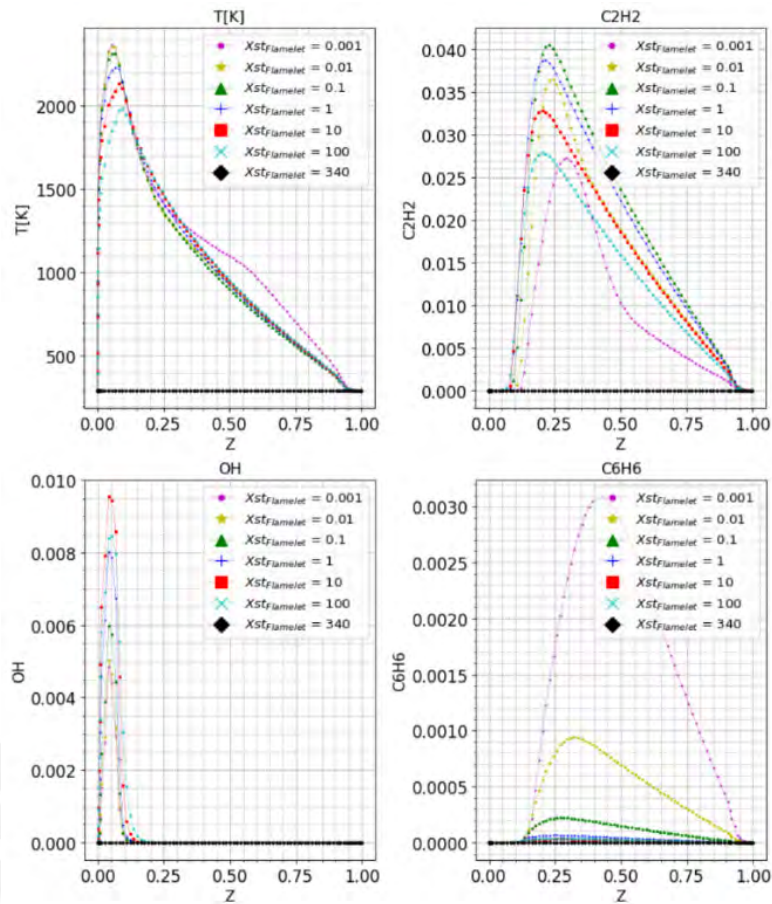 T[K]
T[K]
2000
1500
1000
500
0.00 0.25 0.50 0.75 1.00
Z
Xst_Flamelet = 0.001
Xst_Flamelet = 0.01
Xst_Flamelet = 0.1
Xst_Flamelet = 1
Xst_Flamelet = 10
Xst_Flamelet = 100
Xst_Flamelet = 340
C2H2
C2H2
0.040
0.035
0.030
0.025
0.020
0.015
0.010
0.005
0.000
0.00 0.25 0.50 0.75 1.00
Z
Xst_Flamelet = 0.001
Xst_Flamelet = 0.01
Xst_Flamelet = 0.1
Xst_Flamelet = 1
Xst_Flamelet = 10
Xst_Flamelet = 100
Xst_Flamelet = 340
OH
OH
0.010
0.008
0.006
0.004
0.002
0.000
0.00 0.25 0.50 0.75 1.00
Z
Xst_Flamelet = 0.001
Xst_Flamelet = 0.01
Xst_Flamelet = 0.1
Xst_Flamelet = 1
Xst_Flamelet = 10
Xst_Flamelet = 100
Xst_Flamelet = 340
C6H6
C6H6
0.0030
0.0025
0.0020
0.0015
0.0010
0.0005
0.0000
0.00 0.25 0.50 0.75 1.00
Z
Xst_Flamelet = 0.001
Xst_Flamelet = 0.01
Xst_Flamelet = 0.1
Xst_Flamelet = 1
Xst_Flamelet = 10
Xst_Flamelet = 100
Xst_Flamelet = 340